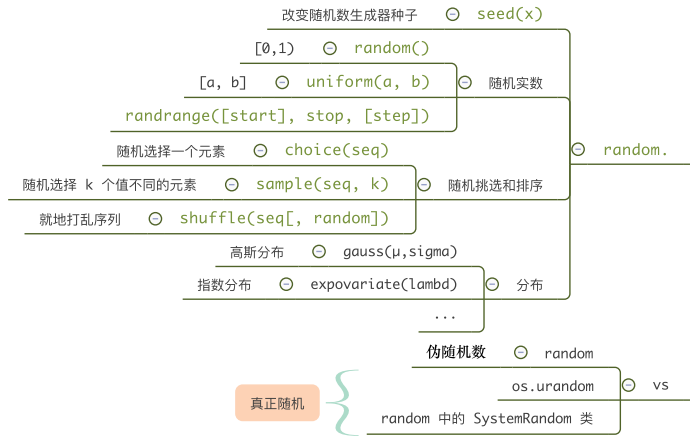 改变随机数生成器种子 seed(x)
[0,1) random()
[a, b] uniform(a, b) 随机实数
randrange([start], stop, [step])
随机选择一个元素 choice(seq) random.
随机选择 k 个值不同的元素 sample(seq, k) 随机挑选和排序
就地打乱序列 shuffle(seq[, random])
高斯分布 gauss(μ,sigma)
指数分布 expovariate(lambd) 分布
...
伪随机数 random
os.urandom vs
真正随机
random 中的 SystemRandom 类